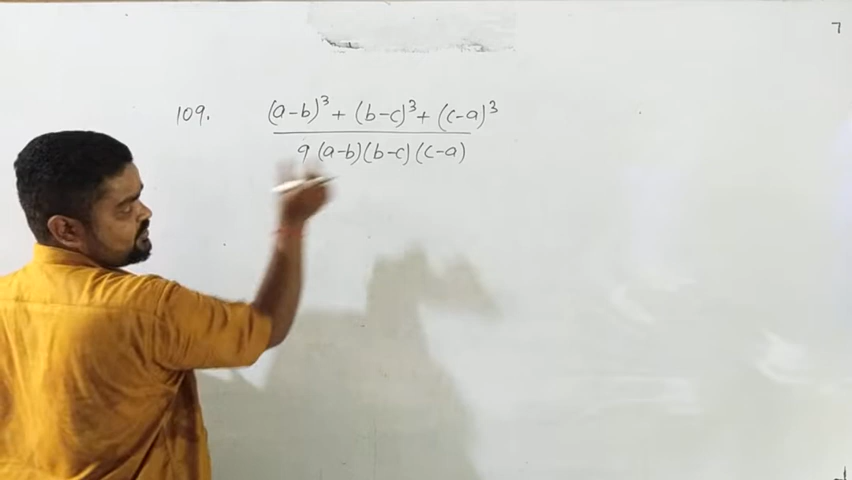 7
109. (a-b)³ + (b-c)³ + (c-a)³
9 (a-b) (b-c) (c-a)